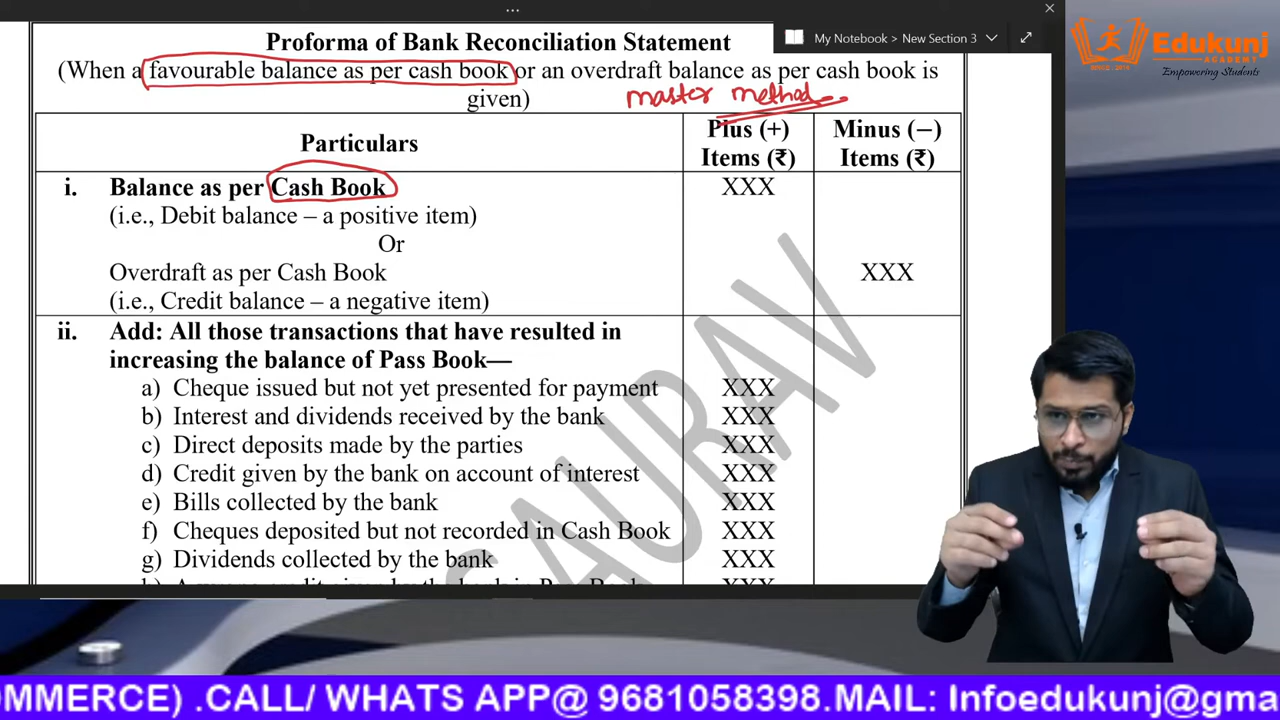 ...
Proforma of Bank Reconciliation Statement
My Notebook > New Section 3
Edukunj
ACADEMY
SINCE - 2016
Empowering Students
(When a favourable balance as per cash book or an overdraft balance as per cash book is
given)
master method
Particulars
Plus (+)
Items (₹)
Minus (−)
Items (₹)
i. Balance as per Cash Book XXX
(i.e., Debit balance – a positive item)
Or
Overdraft as per Cash Book XXX
(i.e., Credit balance – a negative item)
ii. Add: All those transactions that have resulted in
increasing the balance of Pass Book—
a) Cheque issued but not yet presented for payment XXX
b) Interest and dividends received by the bank XXX
c) Direct deposits made by the parties XXX
d) Credit given by the bank on account of interest XXX
e) Bills collected by the bank XXX
f) Cheques deposited but not recorded in Cash Book XXX
g) Dividends collected by the bank XXX
SAURAV
OMMERCE) .CALL/ WHATS APP@ 9681058398.MAIL: Infoedukunj@gma